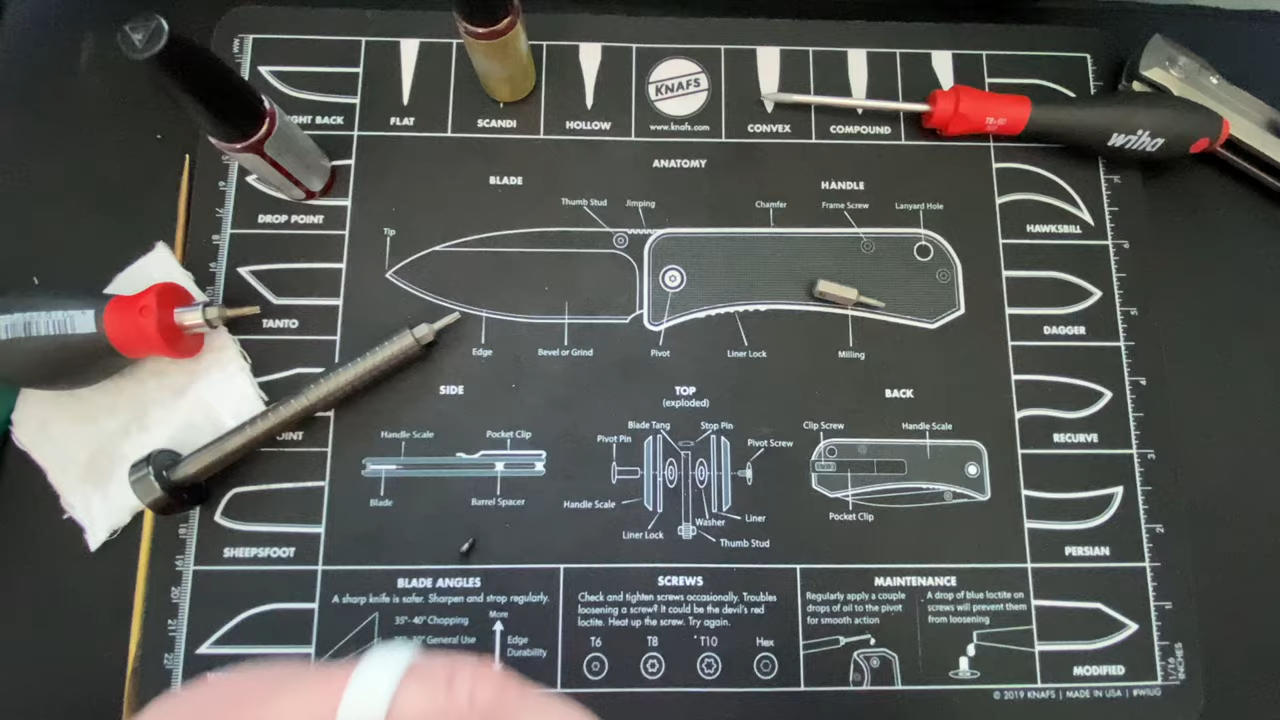 FLAT
SCANDI
HOLLOW
KNAFS
www.knafs.com
CONVEX
COMPOUND
GHT BACK
wiha
ANATOMY
BLADE
HANDLE
Thumb Stud
Jimping
Chamfer
Frame Screw
Lanyard Hole
Tip
DROP POINT
HAWKSBILL
TANTO
DAGGER
Edge
Bevel or Grind
Pivot
Liner Lock
Milling
SIDE
TOP
(exploded)
BACK
OINT
RECURVE
Handle Scale
Pocket Clip
Blade
Barrel Spacer
Blade Tang
Stop Pin
Pivot Pin
Pivot Screw
Handle Scale
Liner Lock
Washer
Liner
Thumb Stud
Clip Screw
Handle Scale
Pocket Clip
SHEEPSFOOT
PERSIAN
BLADE ANGLES
A sharp knife is safer. Sharpen and strop regularly.
35°- 40° Chopping
General Use
More
Edge
Durability
SCREWS
Check and tighten screws occasionally. Troubles
loosening a screw? It could be the devil's red
loctite. Heat up the screw. Try again.
T6
T8
T10
Hex
MAINTENANCE
Regularly apply a couple
drops of oil to the pivot
for smooth action
A drop of blue loctite on
screws will prevent them
from loosening
MODIFIED
1/16
INCHES
© 2019 KNAFS | MADE IN USA | #WIUG